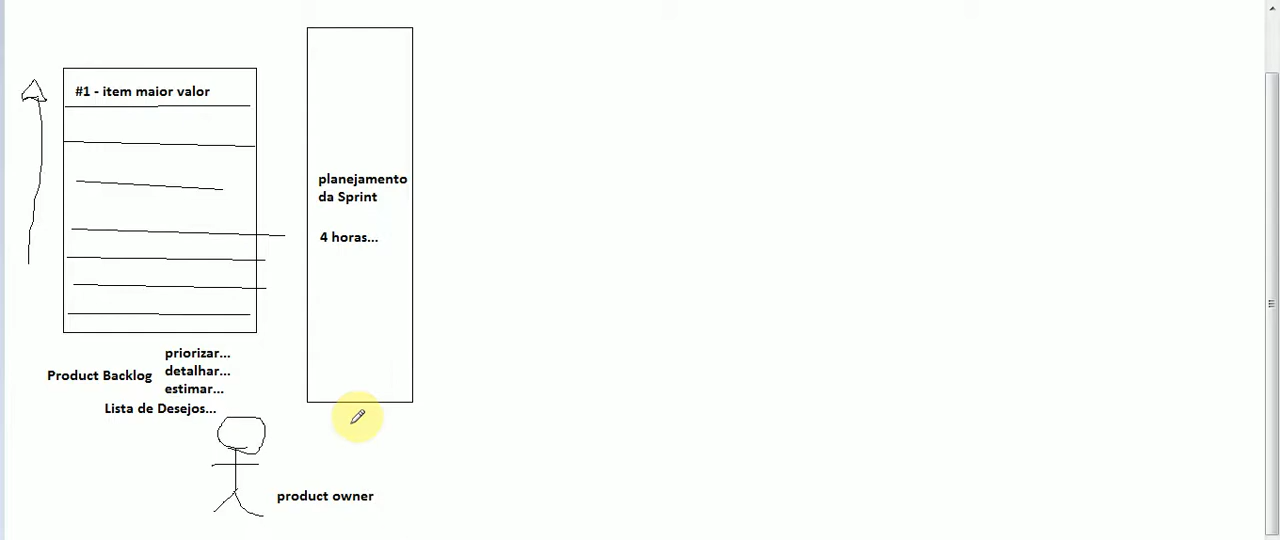 #1 - item maior valor
planejamento
da Sprint
4 horas...
priorizar...
Product Backlog
detalhar...
estimar...
Lista de Desejos...
product owner